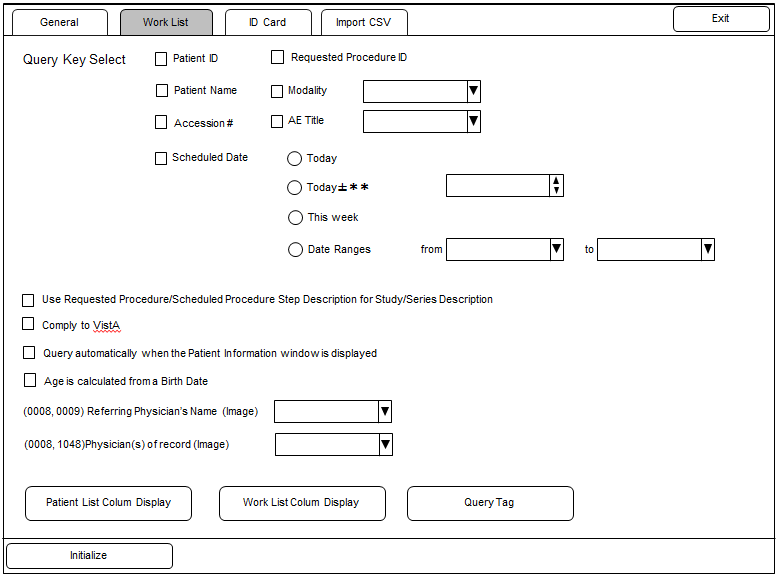 General Work List ID Card Import CSV Exit
Query Key Select Patient ID Requested Procedure ID
Patient Name Modality
Accession # AE Title
Scheduled Date Today
Today±**
This week
Date Ranges from to
Use Requested Procedure/Scheduled Procedure Step Description for Study/Series Description
Comply to VistA
Query automatically when the Patient Information window is displayed
Age is calculated from a Birth Date
(0008, 0009) Referring Physician's Name (Image)
(0008, 1048)Physician(s) of record (Image)
Patient List Colum Display Work List Colum Display Query Tag
Initialize